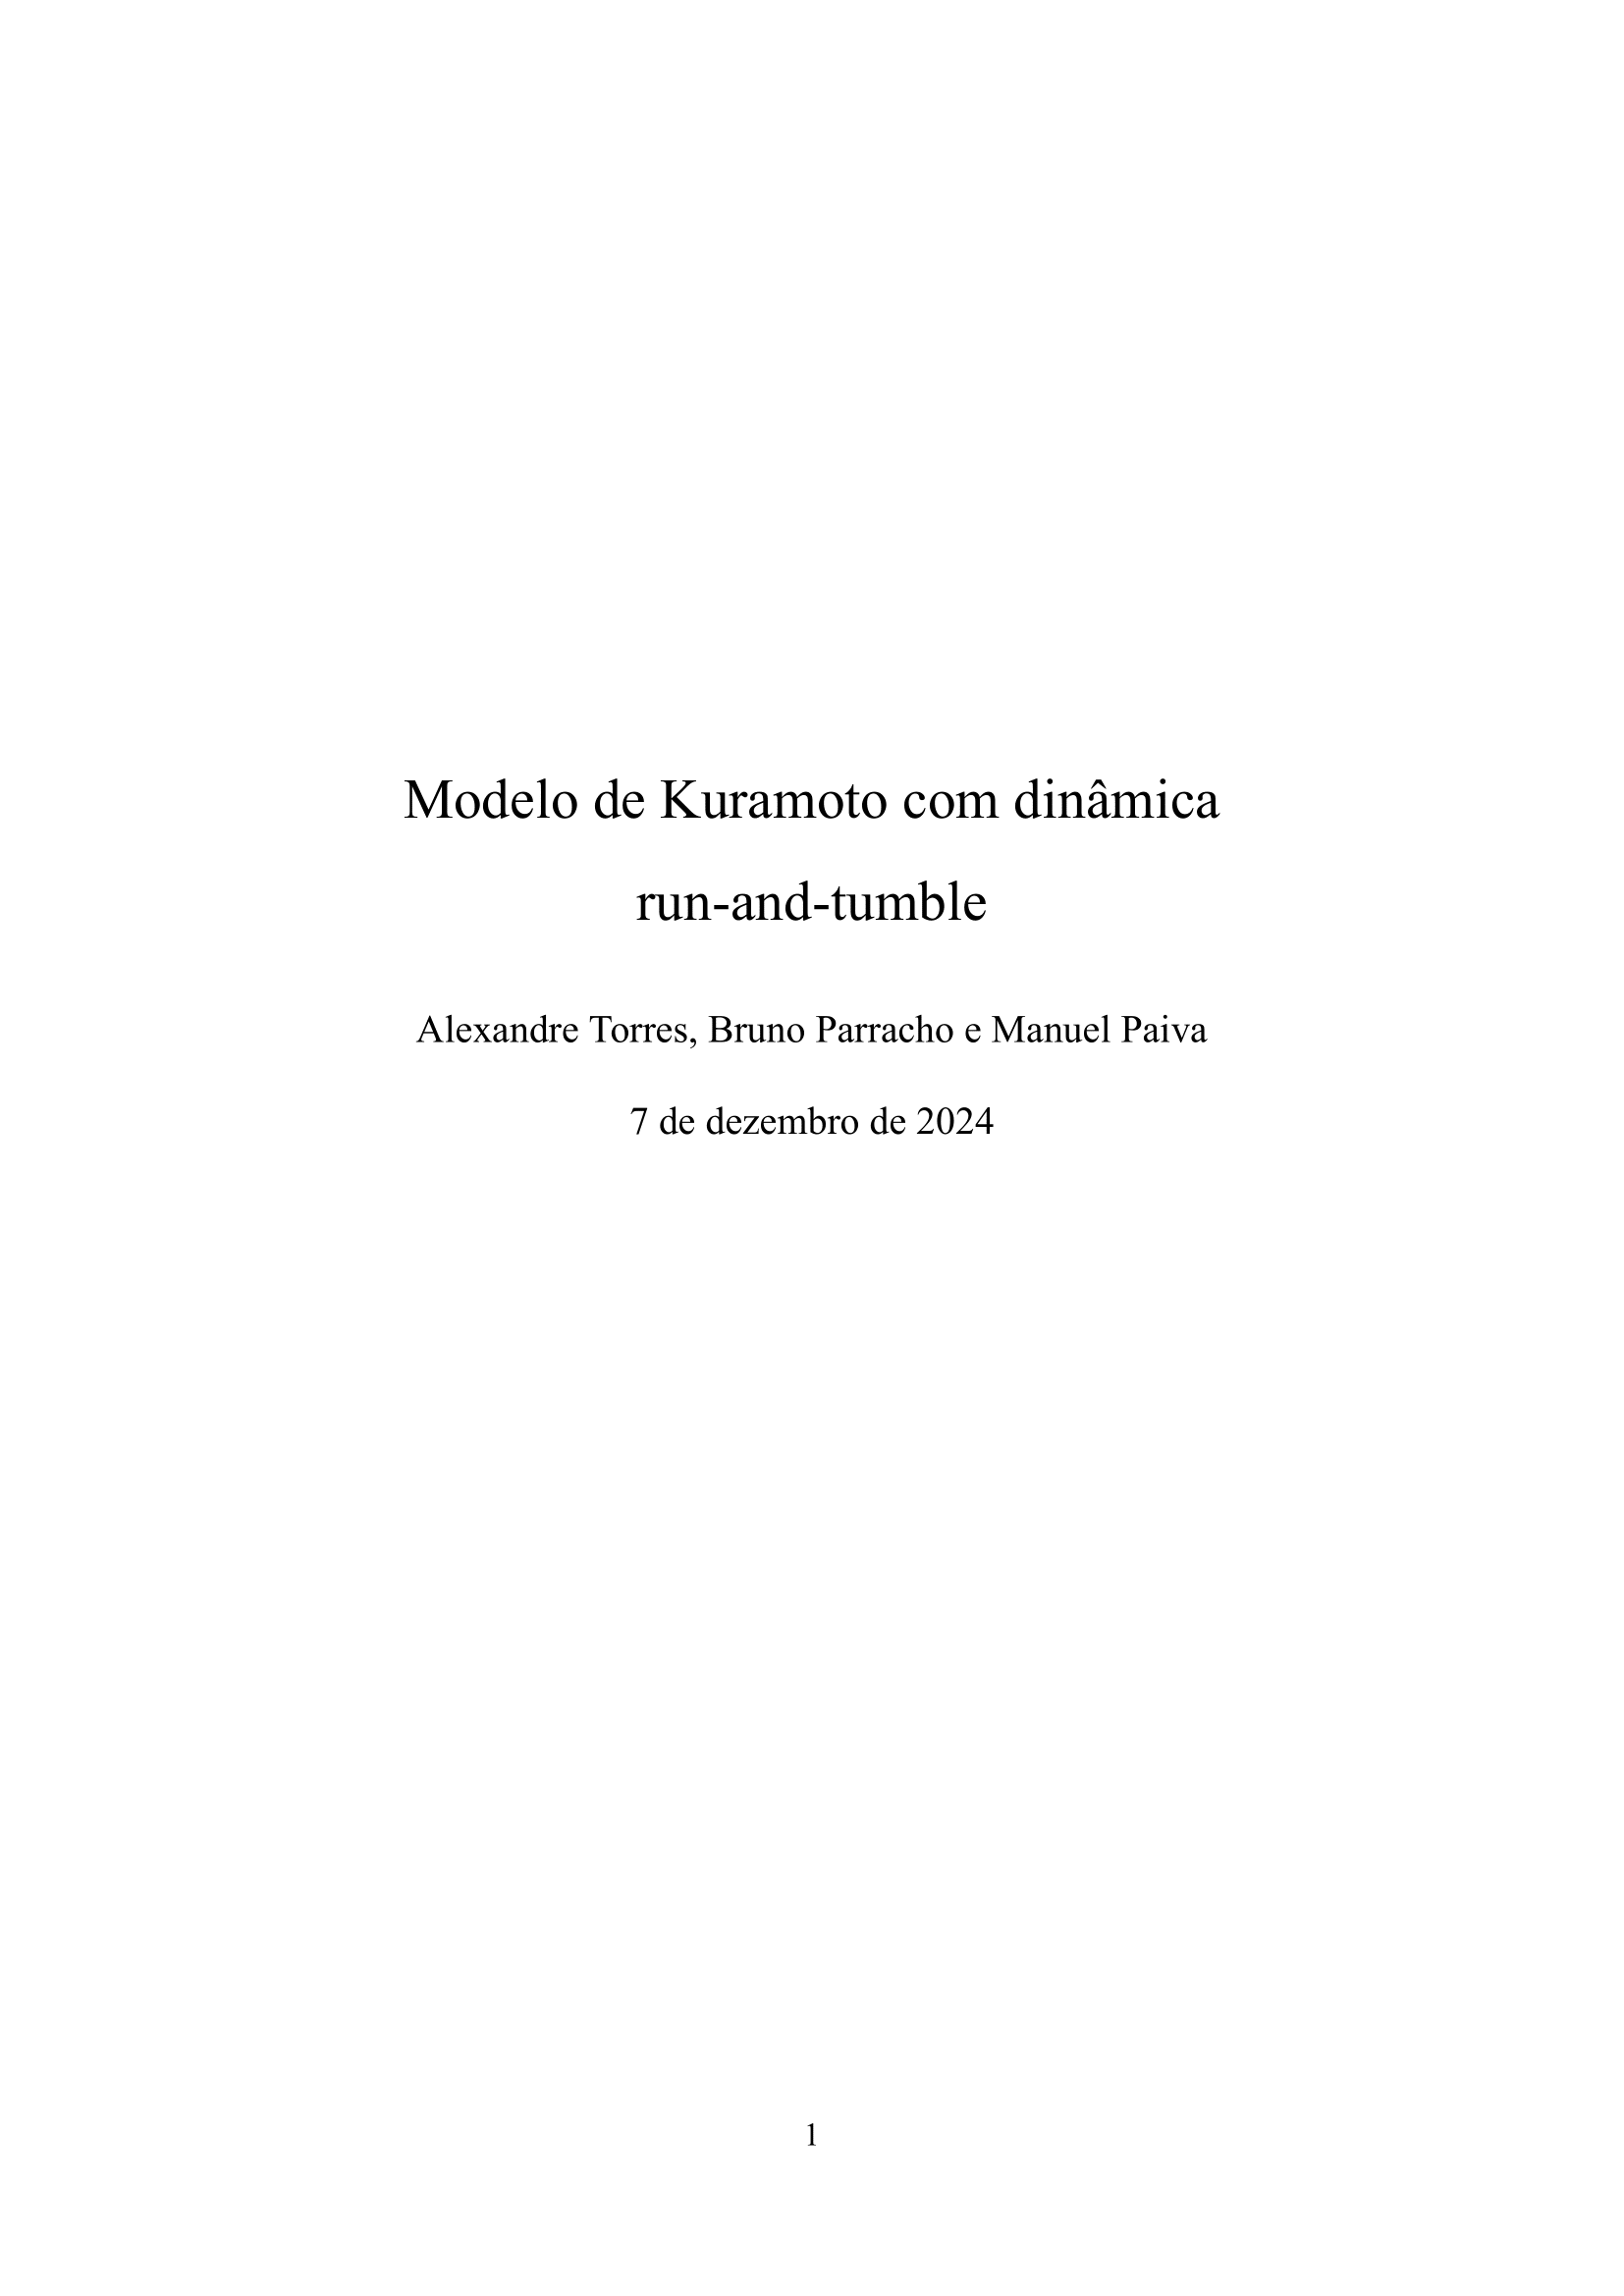 Modelo de Kuramoto com dinâmica
run-and-tumble
Alexandre Torres, Bruno Parracho e Manuel Paiva
7 de dezembro de 2024
1